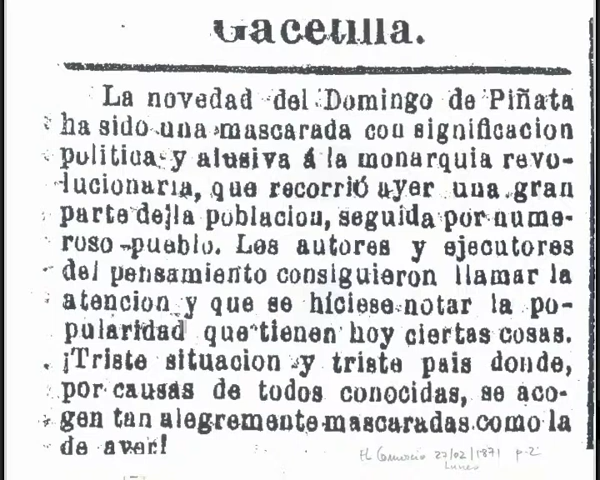 Gacetilla.
La novedad del Domingo de Piñata
ha sido una mascarada con significacion
politica y alusiva á la monarquia revo-
lucionaria, que recorrió ayer una gran
parte de la poblacion, seguida por nume-
roso pueblo. Los autores y ejecutores
del pensamiento consiguieron llamar la
atencion y que se hiciese notar la po-
pularidad que tienen hoy ciertas cosas.
¡Triste situacion y triste pais donde,
por causas de todos conocidas, se aco-
gen tan alegremente mascaradas como la
de ayer!
El Comercio 27/02/1871 p-2
Lunes